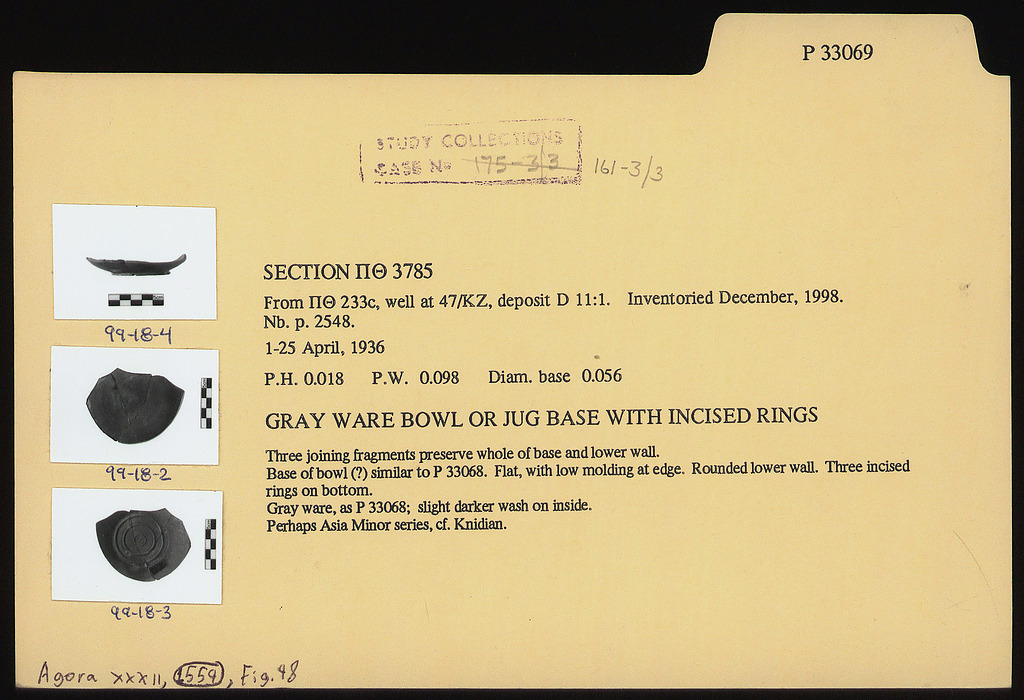 P 33069
STUDY COLLECTIONS
CASE Nº 175-3/3 161-3/3
SECTION ΠΘ 3785
From ΠΘ 233c, well at 47/KZ, deposit D 11:1. Inventoried December, 1998.
Nb. p. 2548.
1-25 April, 1936
P.H. 0.018 P.W. 0.098 Diam. base 0.056
GRAY WARE BOWL OR JUG BASE WITH INCISED RINGS
Three joining fragments preserve whole of base and lower wall.
Base of bowl (?) similar to P 33068. Flat, with low molding at edge. Rounded lower wall. Three incised
rings on bottom.
Gray ware, as P 33068; slight darker wash on inside.
Perhaps Asia Minor series, cf. Knidian.
99-18-4
99-18-2
99-18-3
Agora XXXII, 1559, Fig. 48